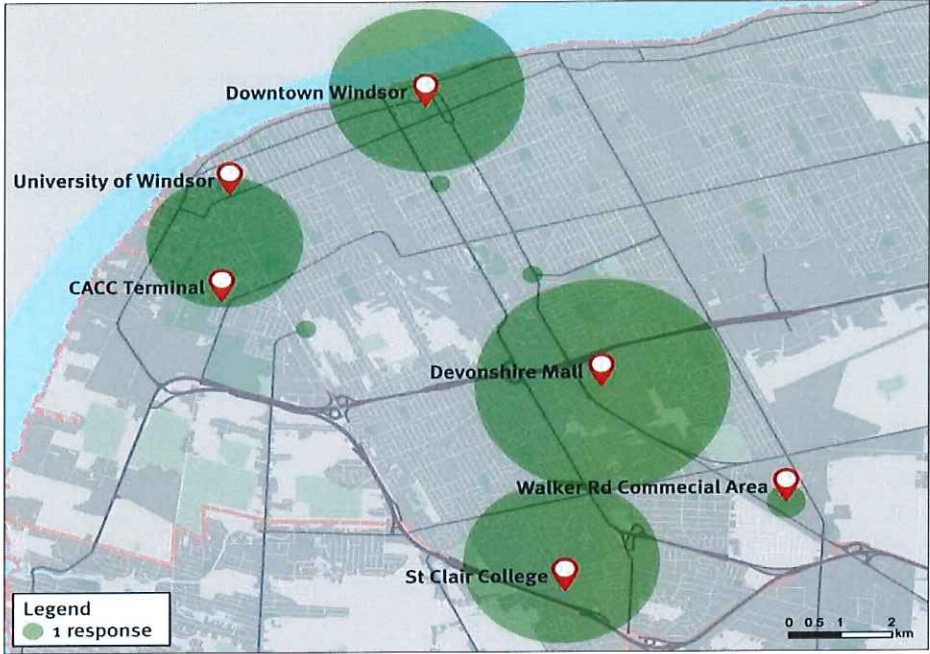 Downtown Windsor
University of Windsor
CACC Terminal
Devonshire Mall
Walker Rd Commecial Area
St Clair College
Legend
1 response
0 0.5 1 2
km